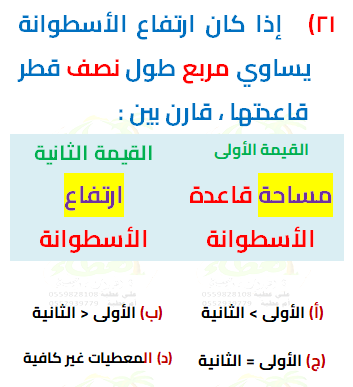 ٢١) إذا كان ارتفاع الأسطوانة
يساوي مربع طول نصف قطر
قاعدتها ، قارن بين :
القيمة الأولى
القيمة الثانية
مساحة قاعدة
الأسطوانة
ارتفاع
الأسطوانة
(أ) الأولى > الثانية
(ب) الأولى < الثانية
(ج) الأولى = الثانية
(د) المعطيات غير كافية